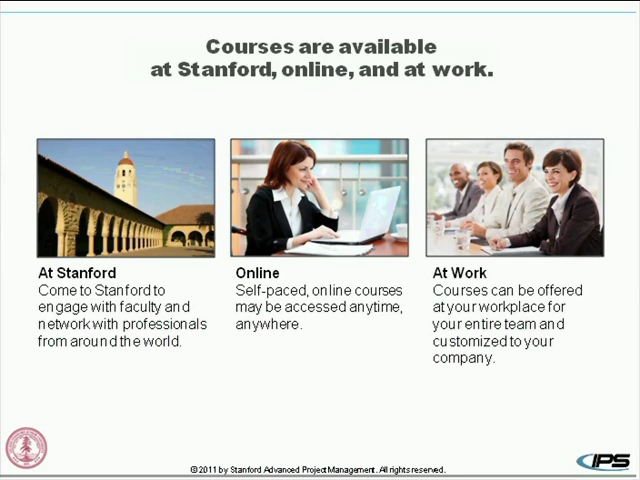 Courses are available
at Stanford, online, and at work.
At Stanford
Come to Stanford to
engage with faculty and
network with professionals
from around the world.
Online
Self-paced, online courses
may be accessed anytime,
anywhere.
At Work
Courses can be offered
at your workplace for
your entire team and
customized to your
company.
© 2011 by Stanford Advanced Project Management. All rights reserved.
IPS